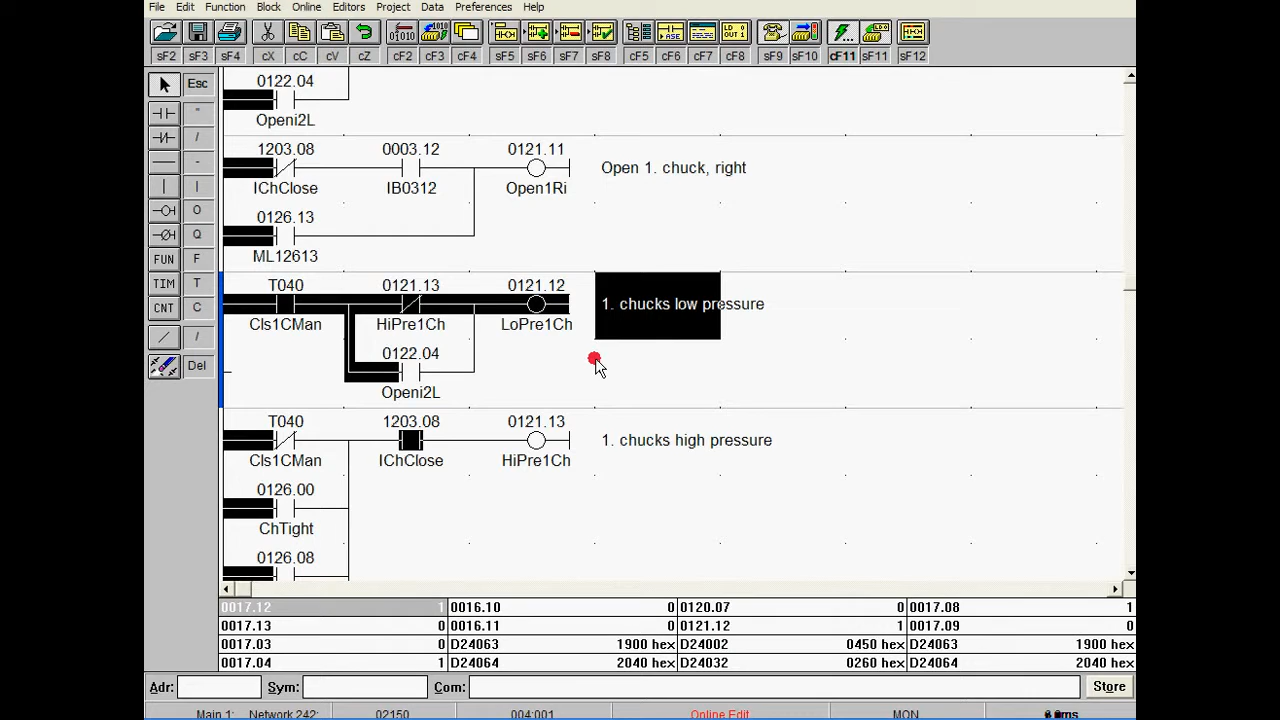 File Edit Function Block Online Editors Project Data Preferences Help
sF2 sF3 sF4 cX cC cV cZ cF2 cF3 cF4 sF5 sF6 sF7 sF8 cF5 cF6 cF7 cF8 sF9 sF10 cF11 sF11 sF12
Esc
"
/
-
|
O
Q
FUN F
TIM T
CNT C
/
Del
0122.04
Openi2L
1203.08 0003.12 0121.11
Open 1. chuck, right
IChClose IB0312 Open1Ri
0126.13
ML12613
T040 0121.13 0121.12
1. chucks low pressure
Cls1CMan HiPre1Ch LoPre1Ch
0122.04
Openi2L
T040 1203.08 0121.13
1. chucks high pressure
Cls1CMan IChClose HiPre1Ch
0126.00
ChTight
0126.08
0017.12 1 0016.10 0 0120.07 0 0017.08 1
0017.13 0 0016.11 0 0121.12 1 0017.09 0
0017.03 0 D24063 1900 hex D24002 0450 hex D24063 1900 hex
0017.04 1 D24064 2040 hex D24032 0260 hex D24064 2040 hex
Adr: Sym: Com: Store
Main 1: Network 242: 02150 004:001 Online Edit MON